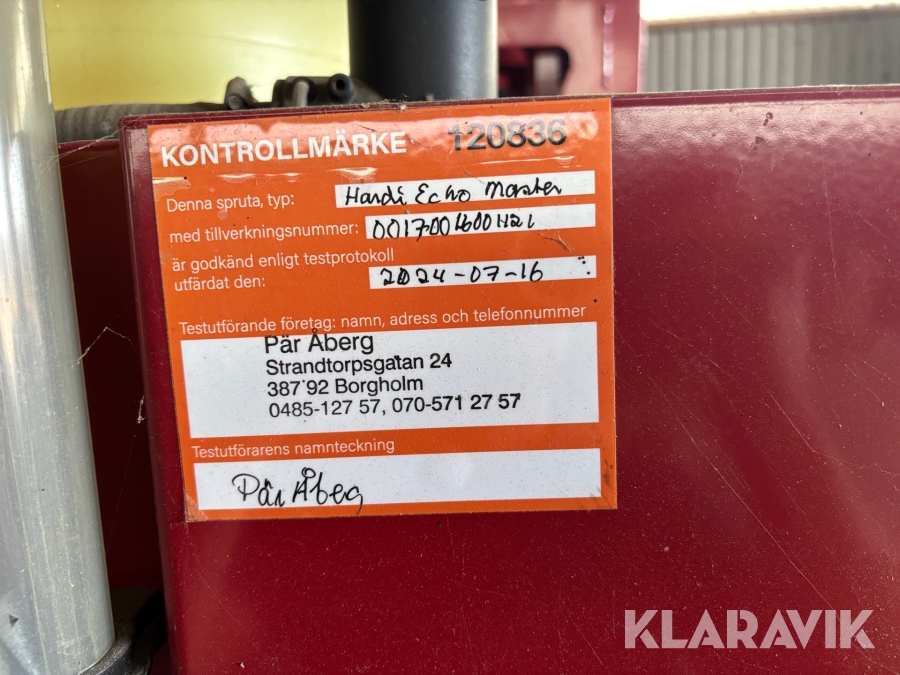 KONTROLLMÄRKE 120836
Denna spruta, typ: Hardi Echo Master
med tillverkningsnummer:
är godkänd enligt testprotokoll
utfärdat den: 2024-07-16
Testutförande företag: namn, adress och telefonnummer
Pär Åberg
Strandtorpsgatan 24
387 92 Borgholm
0485-127 57, 070-571 27 57
Testutförarens namnteckning
Pär Åberg
KLARAVIK